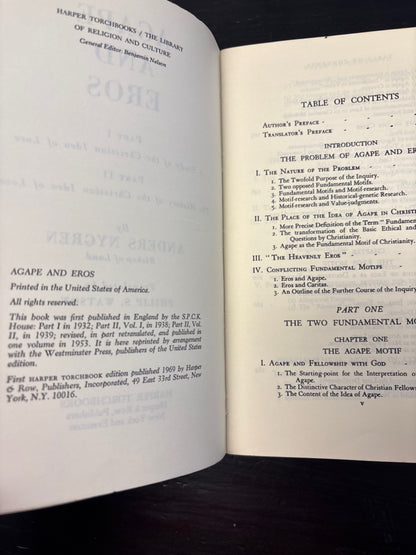 HARPER TORCHBOOKS / THE LIBRARY
OF RELIGION AND CULTURE
General Editor: Benjamin Nelson
AGAPE AND EROS
Printed in the United States of America.
All rights reserved.
This book was first published in England by the S.P.C.K.
House: Part I in 1932; Part II, Vol. I, in 1938; Part II, Vol.
II, in 1939; revised, in part retranslated, and published in
one volume in 1953. It is here reprinted by arrangement
with the Westminster Press, publishers of the United States
edition.
First HARPER TORCHBOOK edition published 1969 by Harper
& Row, Publishers, Incorporated, 49 East 33rd Street, New
York, N.Y. 10016.
TABLE OF CONTENTS
Author's Preface
Translator's Preface
INTRODUCTION
THE PROBLEM OF AGAPE AND ER
I. The Nature of the Problem
1. The Twofold Purpose of the Inquiry.
2. Two opposed Fundamental Motifs.
3. Fundamental Motifs and Motif-research.
4. Motif-research and Historical-genetic Research.
5. Motif-research and Value-judgments.
II. The Place of the Idea of Agape in Christi
1. More Precise Definition of the Term "Fundamen
2. The transformation of the Basic Ethical and
Questions by Christianity.
3. Agape as the Fundamental Motif of Christianity.
III. "The Heavenly Eros"
IV. Conflicting Fundamental Motifs
1. Eros and Agape.
2. Eros and Caritas.
3. An Outline of the Further Course of the Inquiry
PART ONE
THE TWO FUNDAMENTAL MO
CHAPTER ONE
THE AGAPE MOTIF
I. Agape and Fellowship with God
1. The Starting-point for the Interpretation of
Agape.
2. The Distinctive Character of Christian Fellows
3. The Content of the Idea of Agape.
v